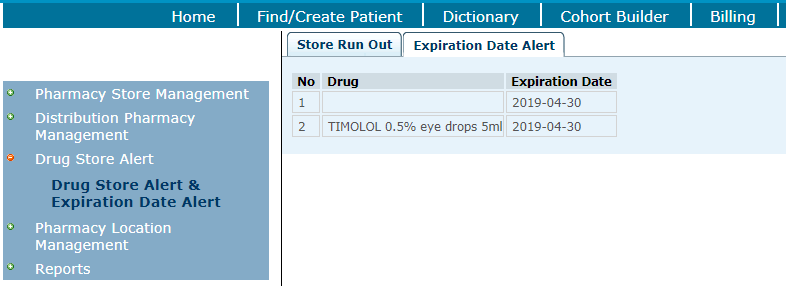 Home Find/Create Patient Dictionary Cohort Builder Billing
Store Run Out Expiration Date Alert
Pharmacy Store Management
Distribution Pharmacy
Management
Drug Store Alert
Drug Store Alert &
Expiration Date Alert
Pharmacy Location
Management
Reports
No Drug Expiration Date
1 2019-04-30
2 TIMOLOL 0.5% eye drops 5ml 2019-04-30